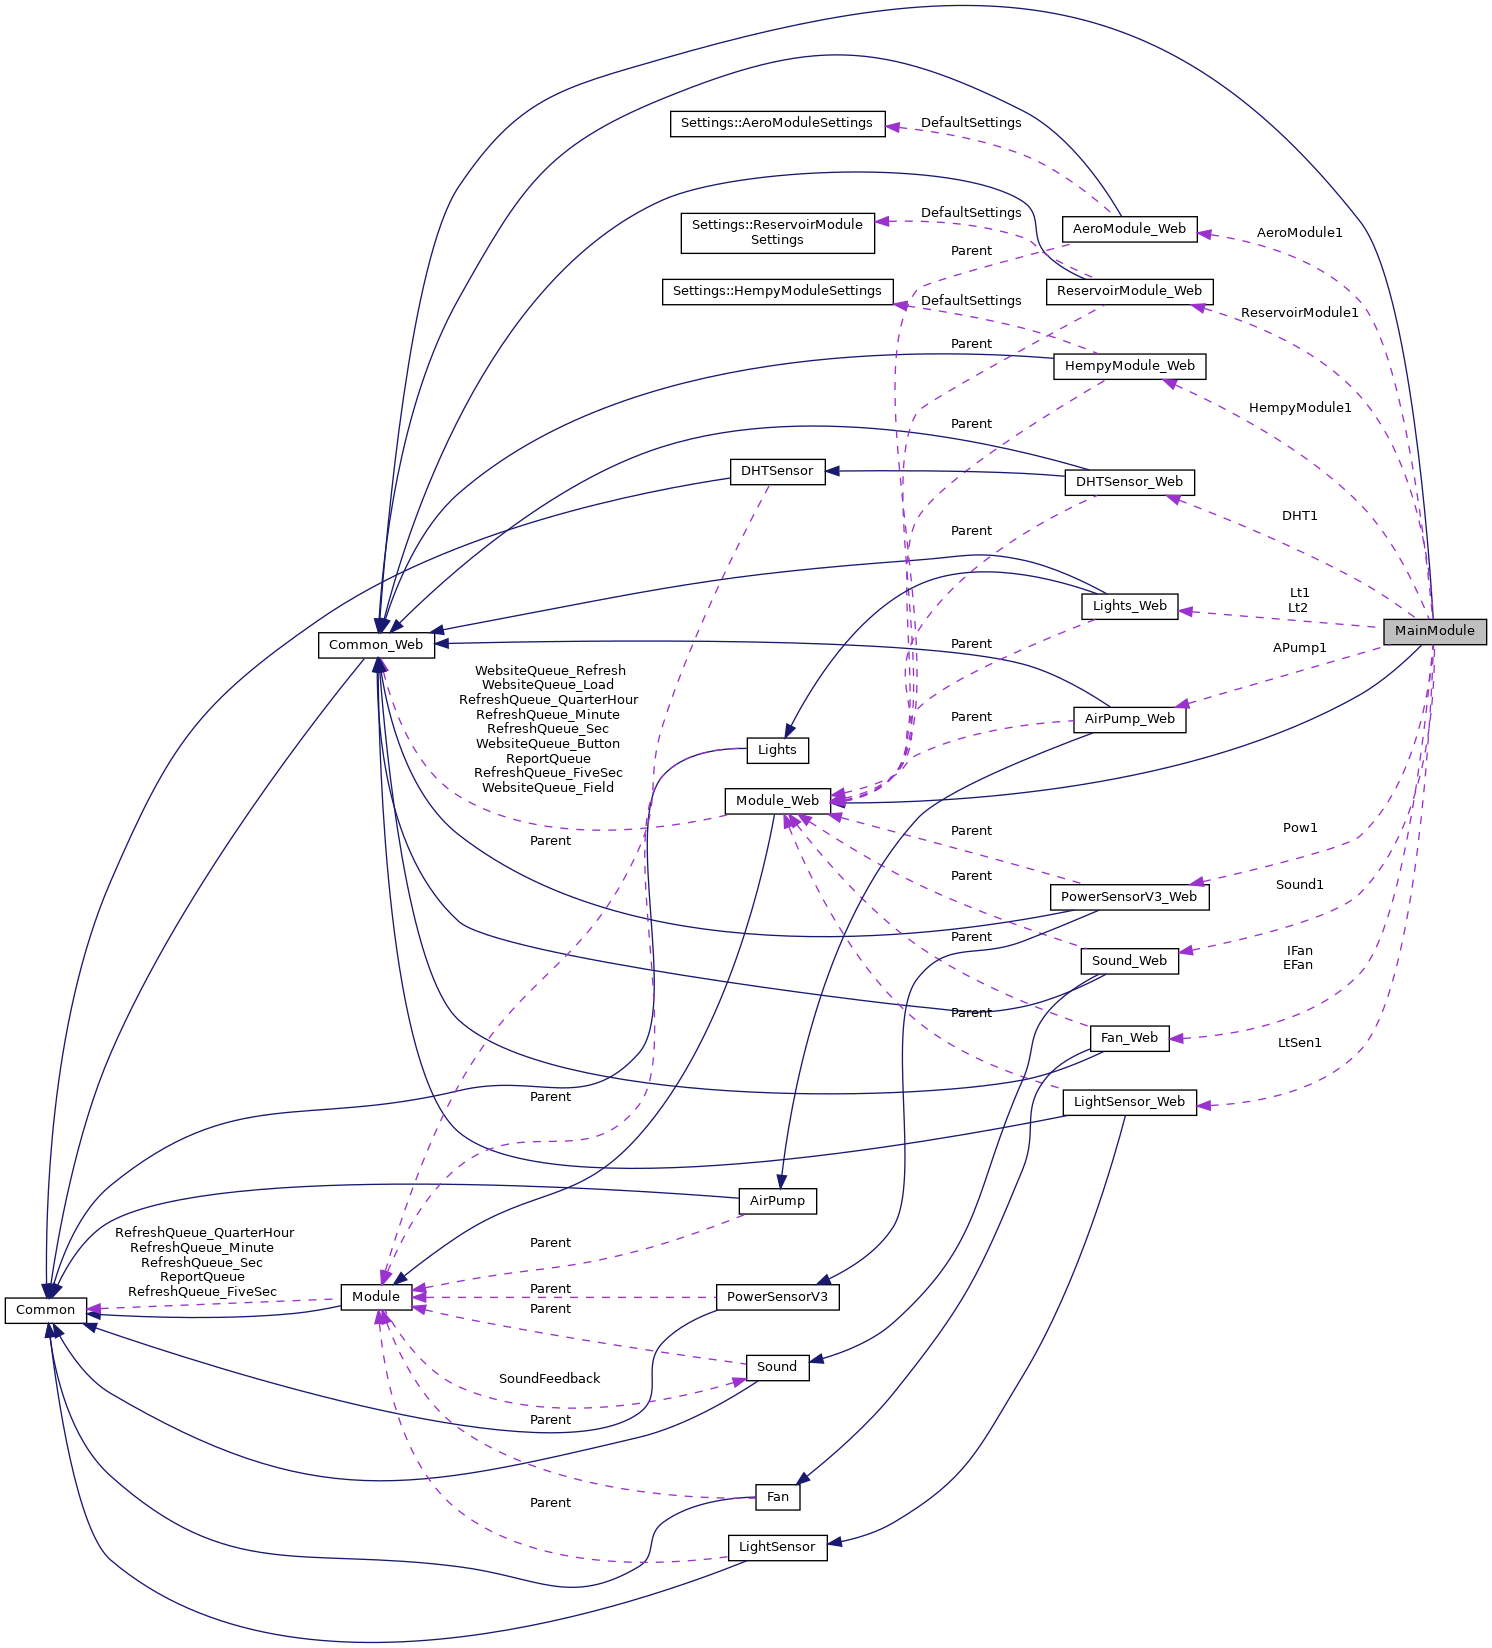 Settings::AeroModuleSettings
DefaultSettings
Settings::ReservoirModule
Settings
DefaultSettings
AeroModule_Web
AeroModule1
Parent
Settings::HempyModuleSettings
DefaultSettings
ReservoirModule_Web
ReservoirModule1
Parent
HempyModule_Web
HempyModule1
Parent
DHTSensor
DHTSensor_Web
DHT1
Parent
Lights_Web
Lt1
Lt2
MainModule
Common_Web
Parent
APump1
WebsiteQueue_Refresh
WebsiteQueue_Load
RefreshQueue_QuarterHour
RefreshQueue_Minute
RefreshQueue_Sec
WebsiteQueue_Button
ReportQueue
RefreshQueue_FiveSec
WebsiteQueue_Field
Parent
AirPump_Web
Lights
Module_Web
Parent
Parent
Pow1
Parent
PowerSensorV3_Web
Sound1
Parent
Sound_Web
IFan
EFan
Parent
Fan_Web
LtSen1
Parent
LightSensor_Web
AirPump
RefreshQueue_QuarterHour
RefreshQueue_Minute
RefreshQueue_Sec
ReportQueue
RefreshQueue_FiveSec
Parent
Common
Module
Parent
PowerSensorV3
Parent
Sound
SoundFeedback
Parent
Fan
Parent
LightSensor